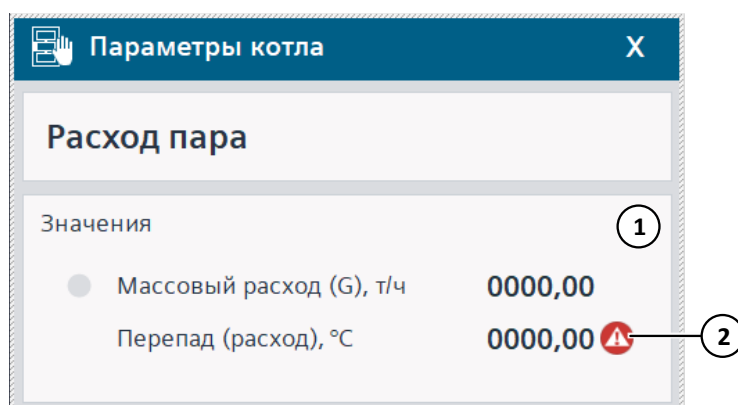 Параметры котла X
Расход пара
Значения 1
Массовый расход (G), т/ч 0000,00
Перепад (расход), °C 0000,00 2